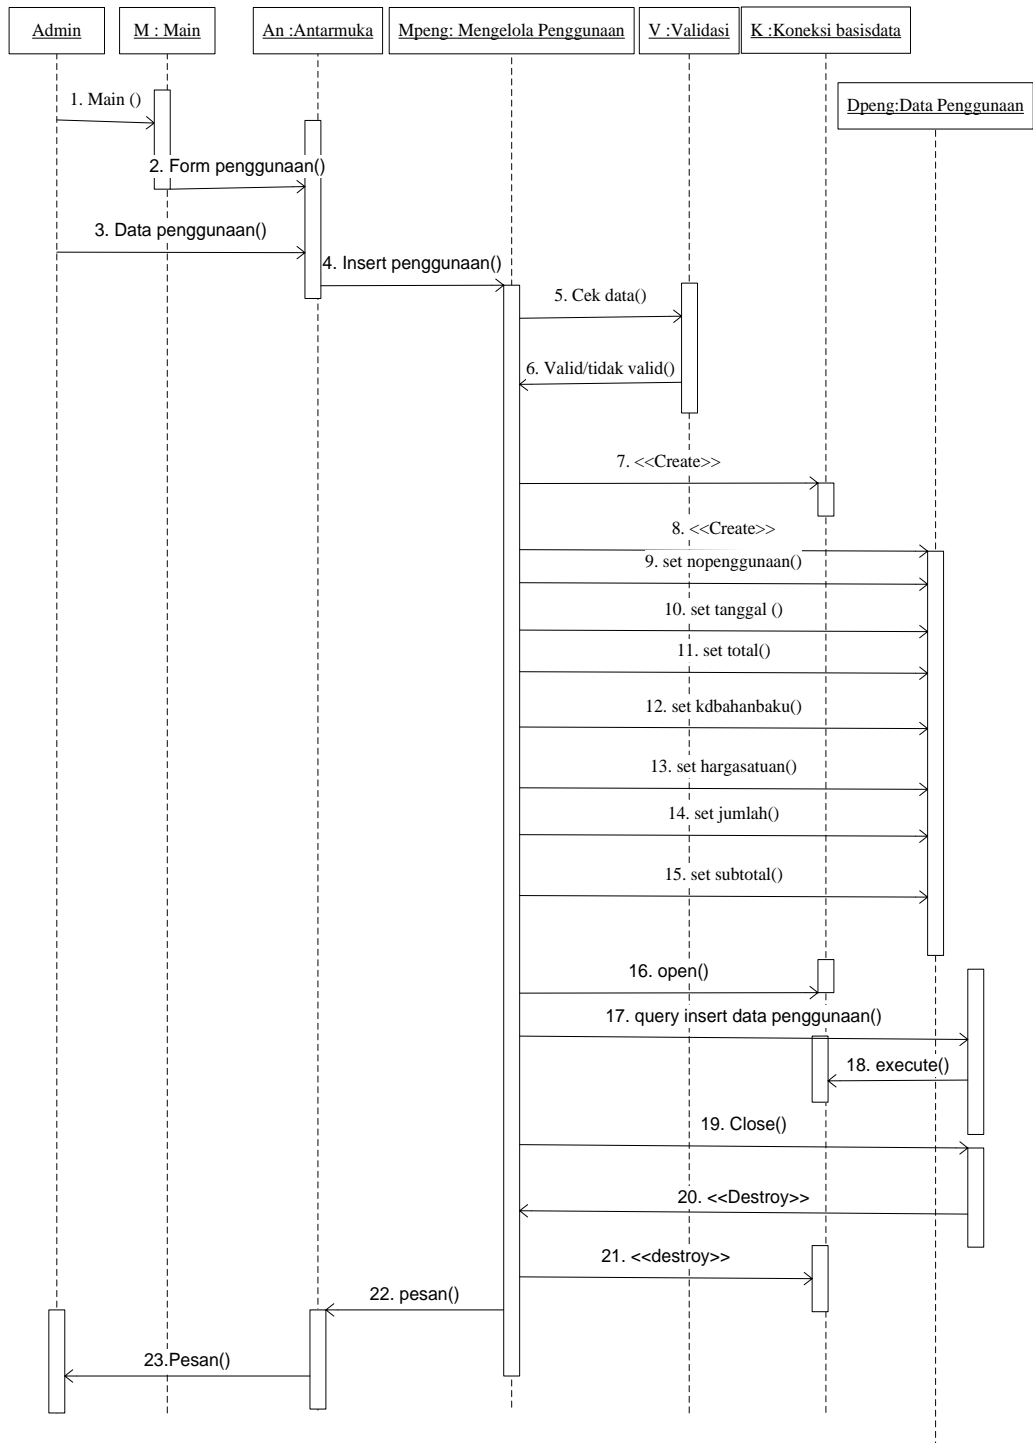 Admin
M : Main
An :Antarmuka
Mpeng: Mengelola Penggunaan
V :Validasi
K :Koneksi basisdata
Dpeng:Data Penggunaan
1. Main ()
2. Form penggunaan()
3. Data penggunaan()
4. Insert penggunaan()
5. Cek data()
6. Valid/tidak valid()
7. <<Create>>
8. <<Create>>
9. set nopenggunaan()
10. set tanggal ()
11. set total()
12. set kdbahanbaku()
13. set hargasatuan()
14. set jumlah()
15. set subtotal()
16. open()
17. query insert data penggunaan()
18. execute()
19. Close()
20. <<Destroy>>
21. <<destroy>>
22. pesan()
23.Pesan()